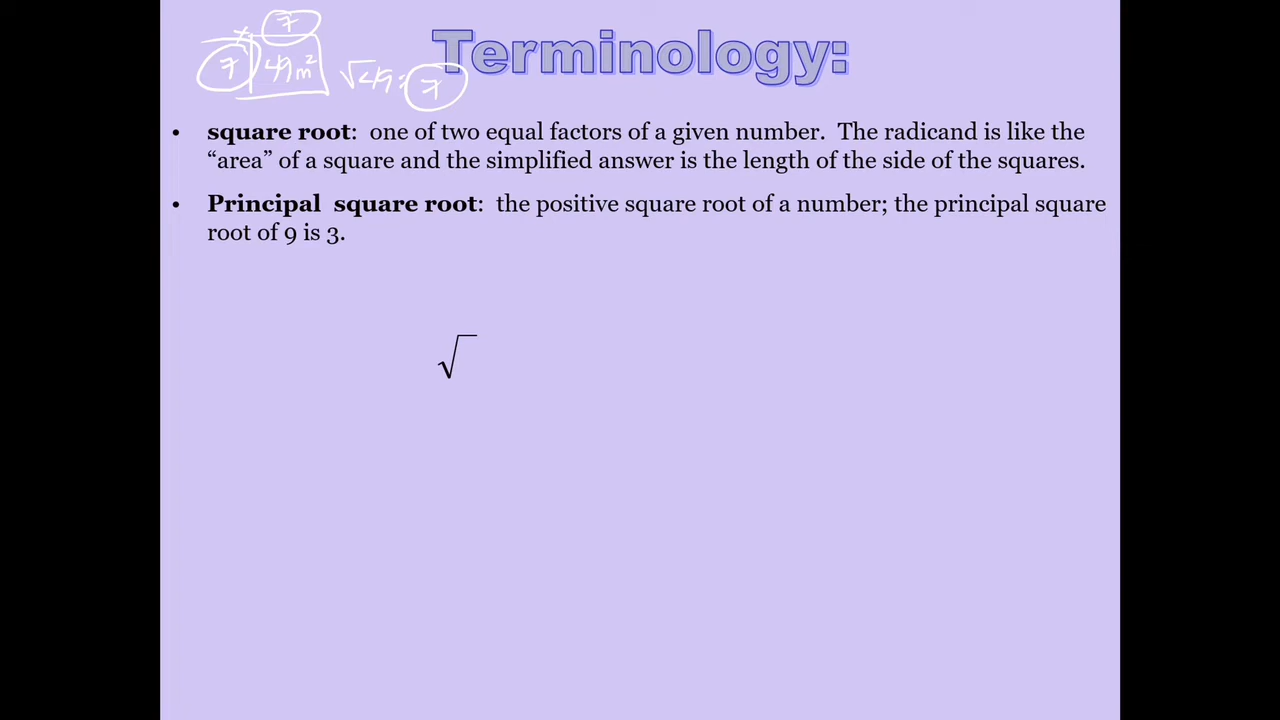 7
7 49 m² √49 = 7
Terminology:
• square root: one of two equal factors of a given number. The radicand is like the
“area” of a square and the simplified answer is the length of the side of the squares.
• Principal square root: the positive square root of a number; the principal square
root of 9 is 3.
√